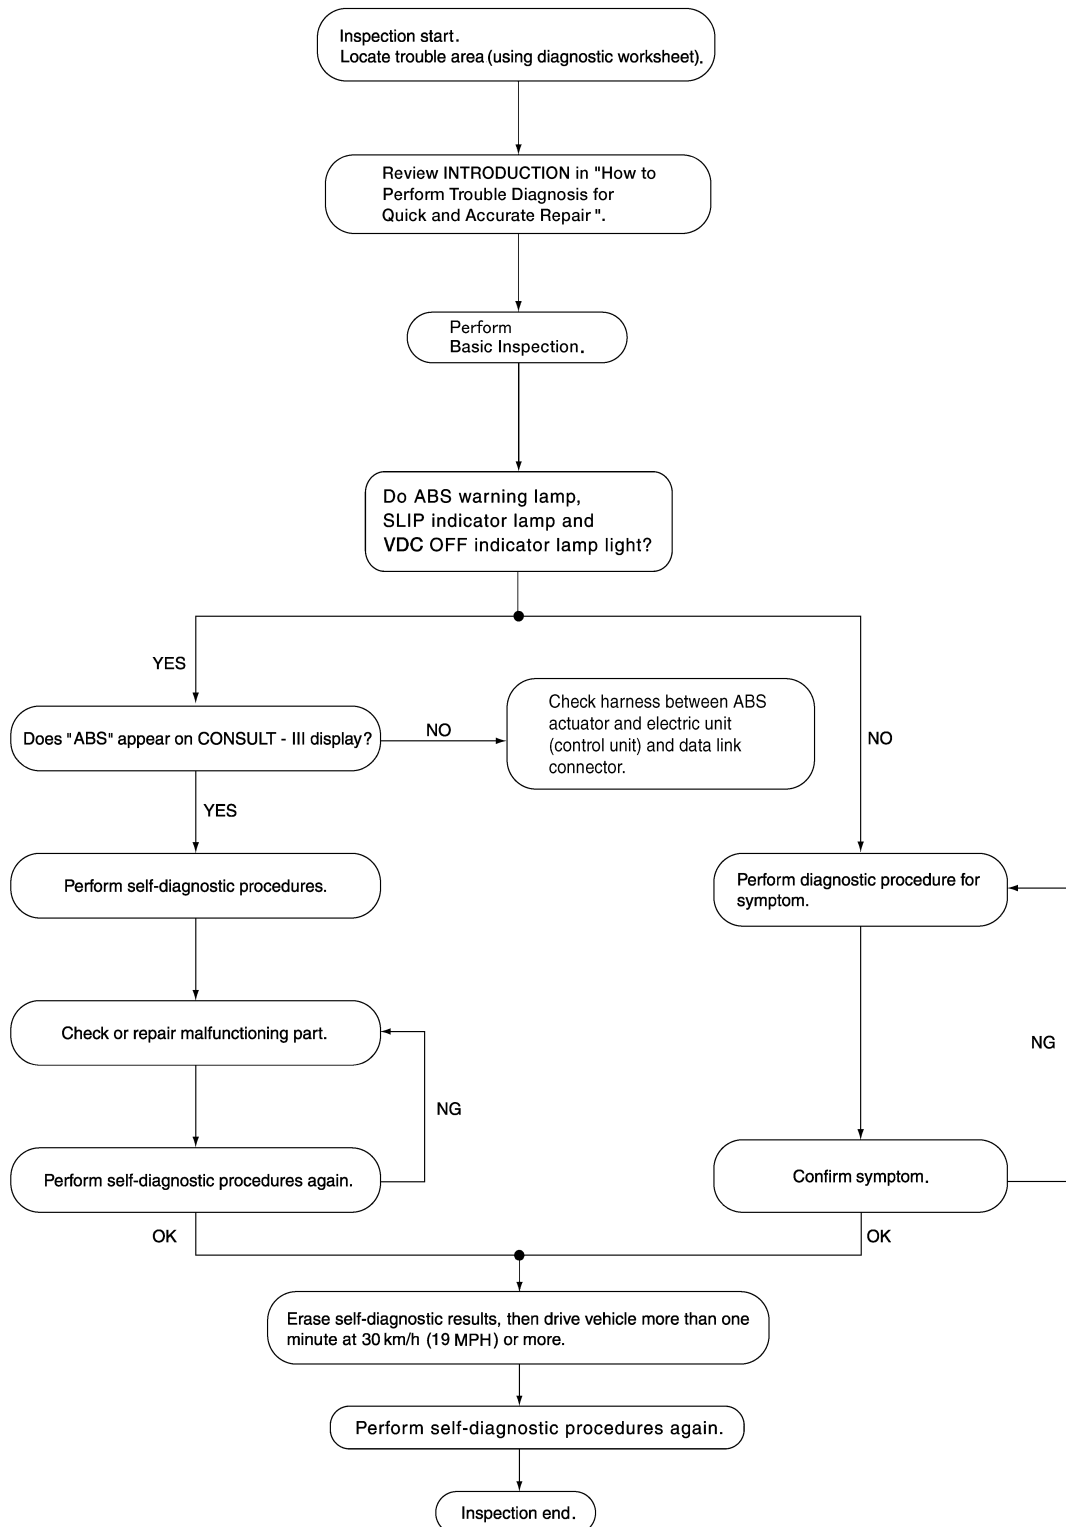 Inspection start.
Locate trouble area (using diagnostic worksheet).
Review INTRODUCTION in "How to
Perform Trouble Diagnosis for
Quick and Accurate Repair ".
Perform
Basic Inspection.
Do ABS warning lamp,
SLIP indicator lamp and
VDC OFF indicator lamp light?
YES
Does "ABS" appear on CONSULT - III display?
NO
Check harness between ABS
actuator and electric unit
(control unit) and data link
connector.
NO
YES
Perform self-diagnostic procedures.
Perform diagnostic procedure for
symptom.
Check or repair malfunctioning part.
NG
NG
Perform self-diagnostic procedures again.
Confirm symptom.
OK
OK
Erase self-diagnostic results, then drive vehicle more than one
minute at 30 km/h (19 MPH) or more.
Perform self-diagnostic procedures again.
Inspection end.